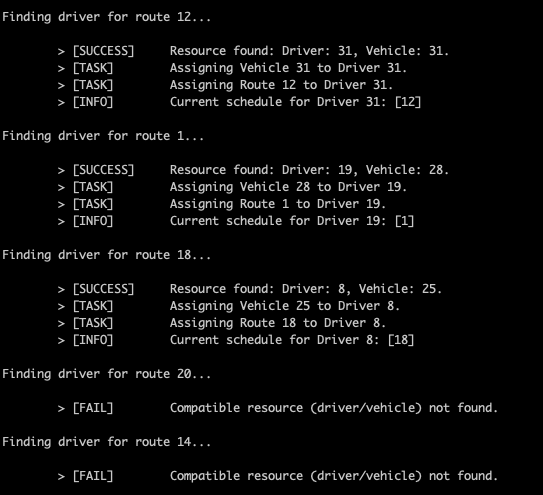 Finding driver for route 12...
> [SUCCESS] Resource found: Driver: 31, Vehicle: 31.
> [TASK] Assigning Vehicle 31 to Driver 31.
> [TASK] Assigning Route 12 to Driver 31.
> [INFO] Current schedule for Driver 31: [12]
Finding driver for route 1...
> [SUCCESS] Resource found: Driver: 19, Vehicle: 28.
> [TASK] Assigning Vehicle 28 to Driver 19.
> [TASK] Assigning Route 1 to Driver 19.
> [INFO] Current schedule for Driver 19: [1]
Finding driver for route 18...
> [SUCCESS] Resource found: Driver: 8, Vehicle: 25.
> [TASK] Assigning Vehicle 25 to Driver 8.
> [TASK] Assigning Route 18 to Driver 8.
> [INFO] Current schedule for Driver 8: [18]
Finding driver for route 20...
> [FAIL] Compatible resource (driver/vehicle) not found.
Finding driver for route 14...
> [FAIL] Compatible resource (driver/vehicle) not found.